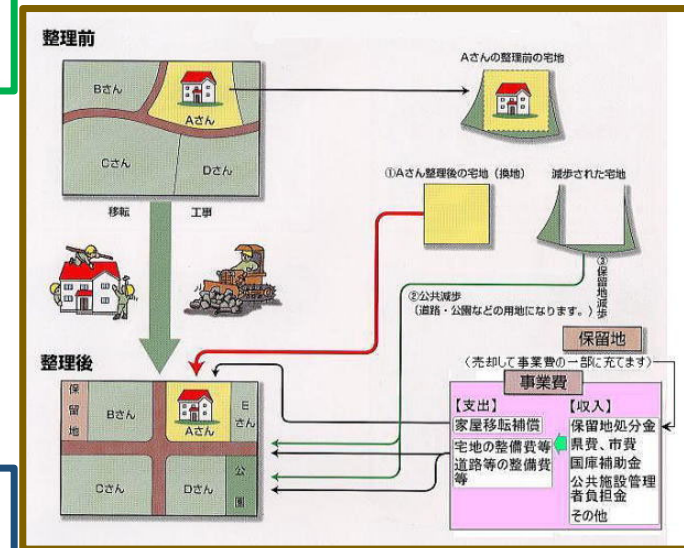 整理前
Bさん
Aさん
Cさん
Dさん
Aさんの整理前の宅地
①Aさん整理後の宅地（換地）
減歩された宅地
移転
工事
②公共減歩
（道路・公園などの用地になります。）
③保留地減歩
保留地
（売却して事業費の一部に充てます）
整理後
保留地
Bさん
Aさん
Eさん
Cさん
Dさん
公園
事業費
【支出】
家屋移転補償
宅地の整備費等
道路等の整備費
等
【収入】
保留地処分金
県費、市費
国庫補助金
公共施設管理
者負担金
その他